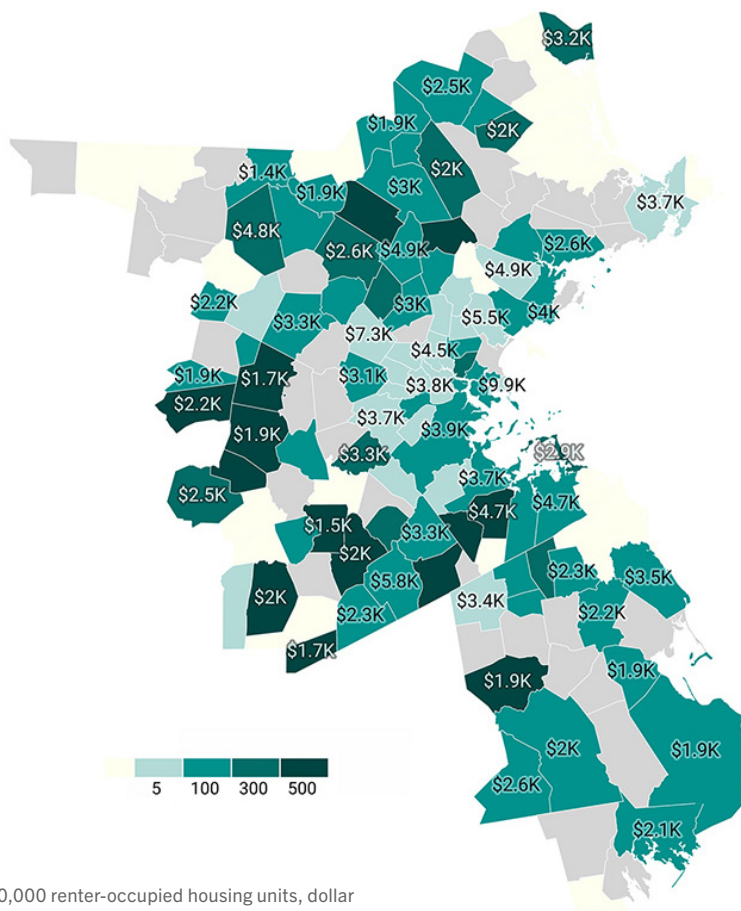 $3.2K
$2.5K
$1.9K
$2K
$2K
$1.4K
$1.9K
$3K
$3.7K
$4.8K
$2.6K
$4.9K
$2.6K
$4.9K
$2.2K
$3K
$4K
$3.3K
$5.5K
$7.3K
$4.5K
$1.9K
$1.7K
$3.1K
$3.8K
$9.9K
$2.2K
$3.7K
$1.9K
$3.9K
$3.3K
$2.9K
$3.7K
$2.5K
$4.7K
$4.7K
$1.5K
$3.3K
$2K
$2.3K
$5.8K
$3.5K
$2K
$3.4K
$2.2K
$2.3K
$1.7K
$1.9K
$1.9K
$2K
$1.9K
$2.6K
5 100 300 500
$2.1K
0,000 renter-occupied housing units, dollar